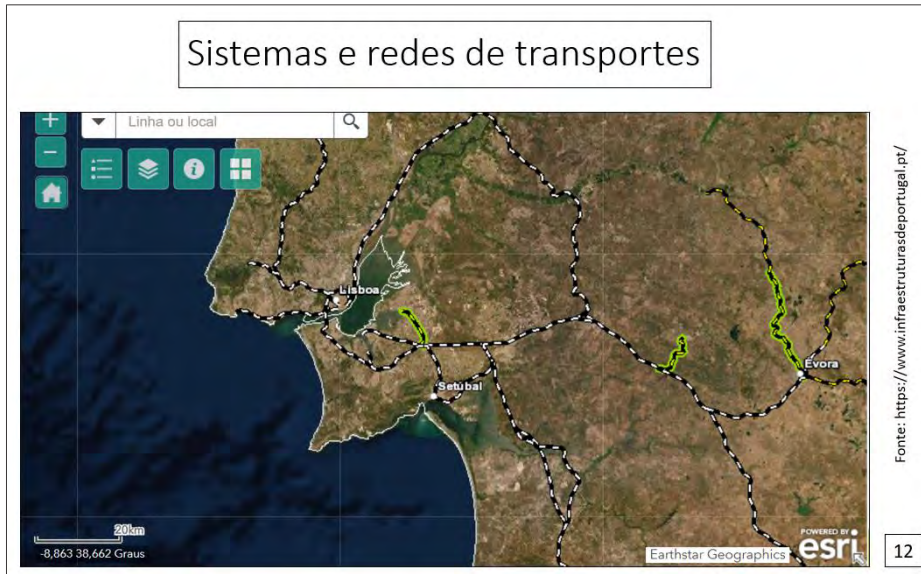 Sistemas e redes de transportes
+
Linha ou local
-
i
Lisboa
Setúbal
Évora
20km
-8,863 38,662 Graus
Earthstar Geographics
POWERED BY
esri
Fonte: https://www.infraestruturasdeportugal.pt/
12